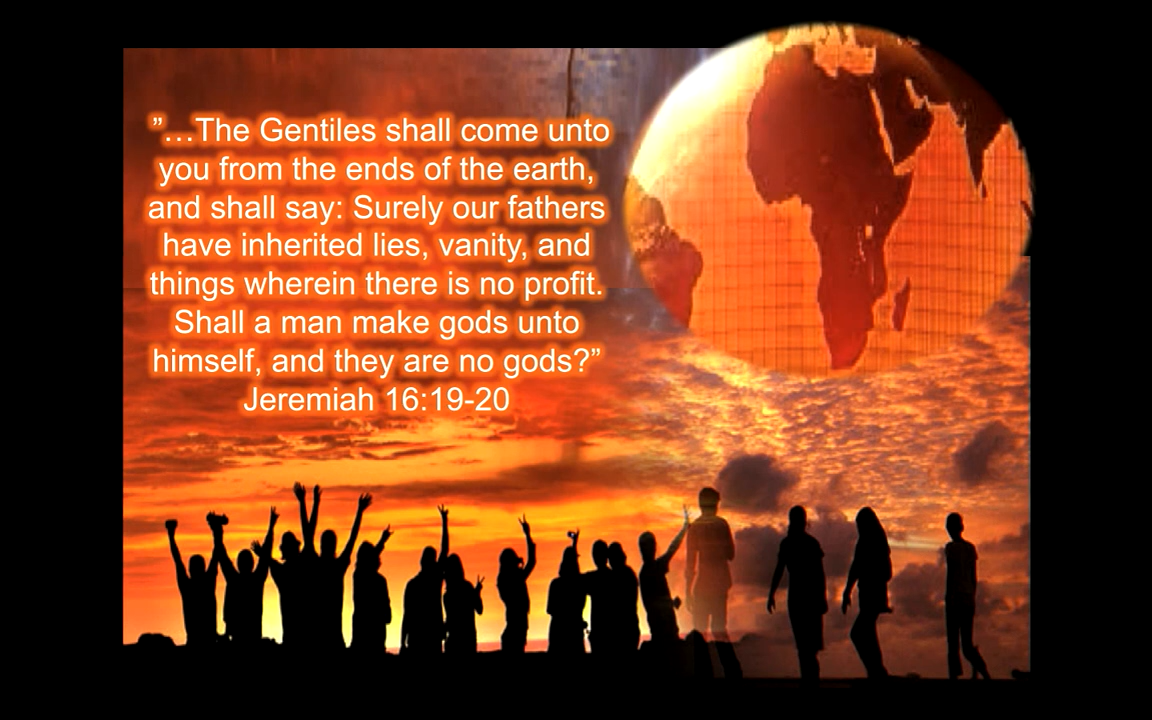 ”…The Gentiles shall come unto
you from the ends of the earth,
and shall say: Surely our fathers
have inherited lies, vanity, and
things wherein there is no profit.
Shall a man make gods unto
himself, and they are no gods?”
Jeremiah 16:19-20